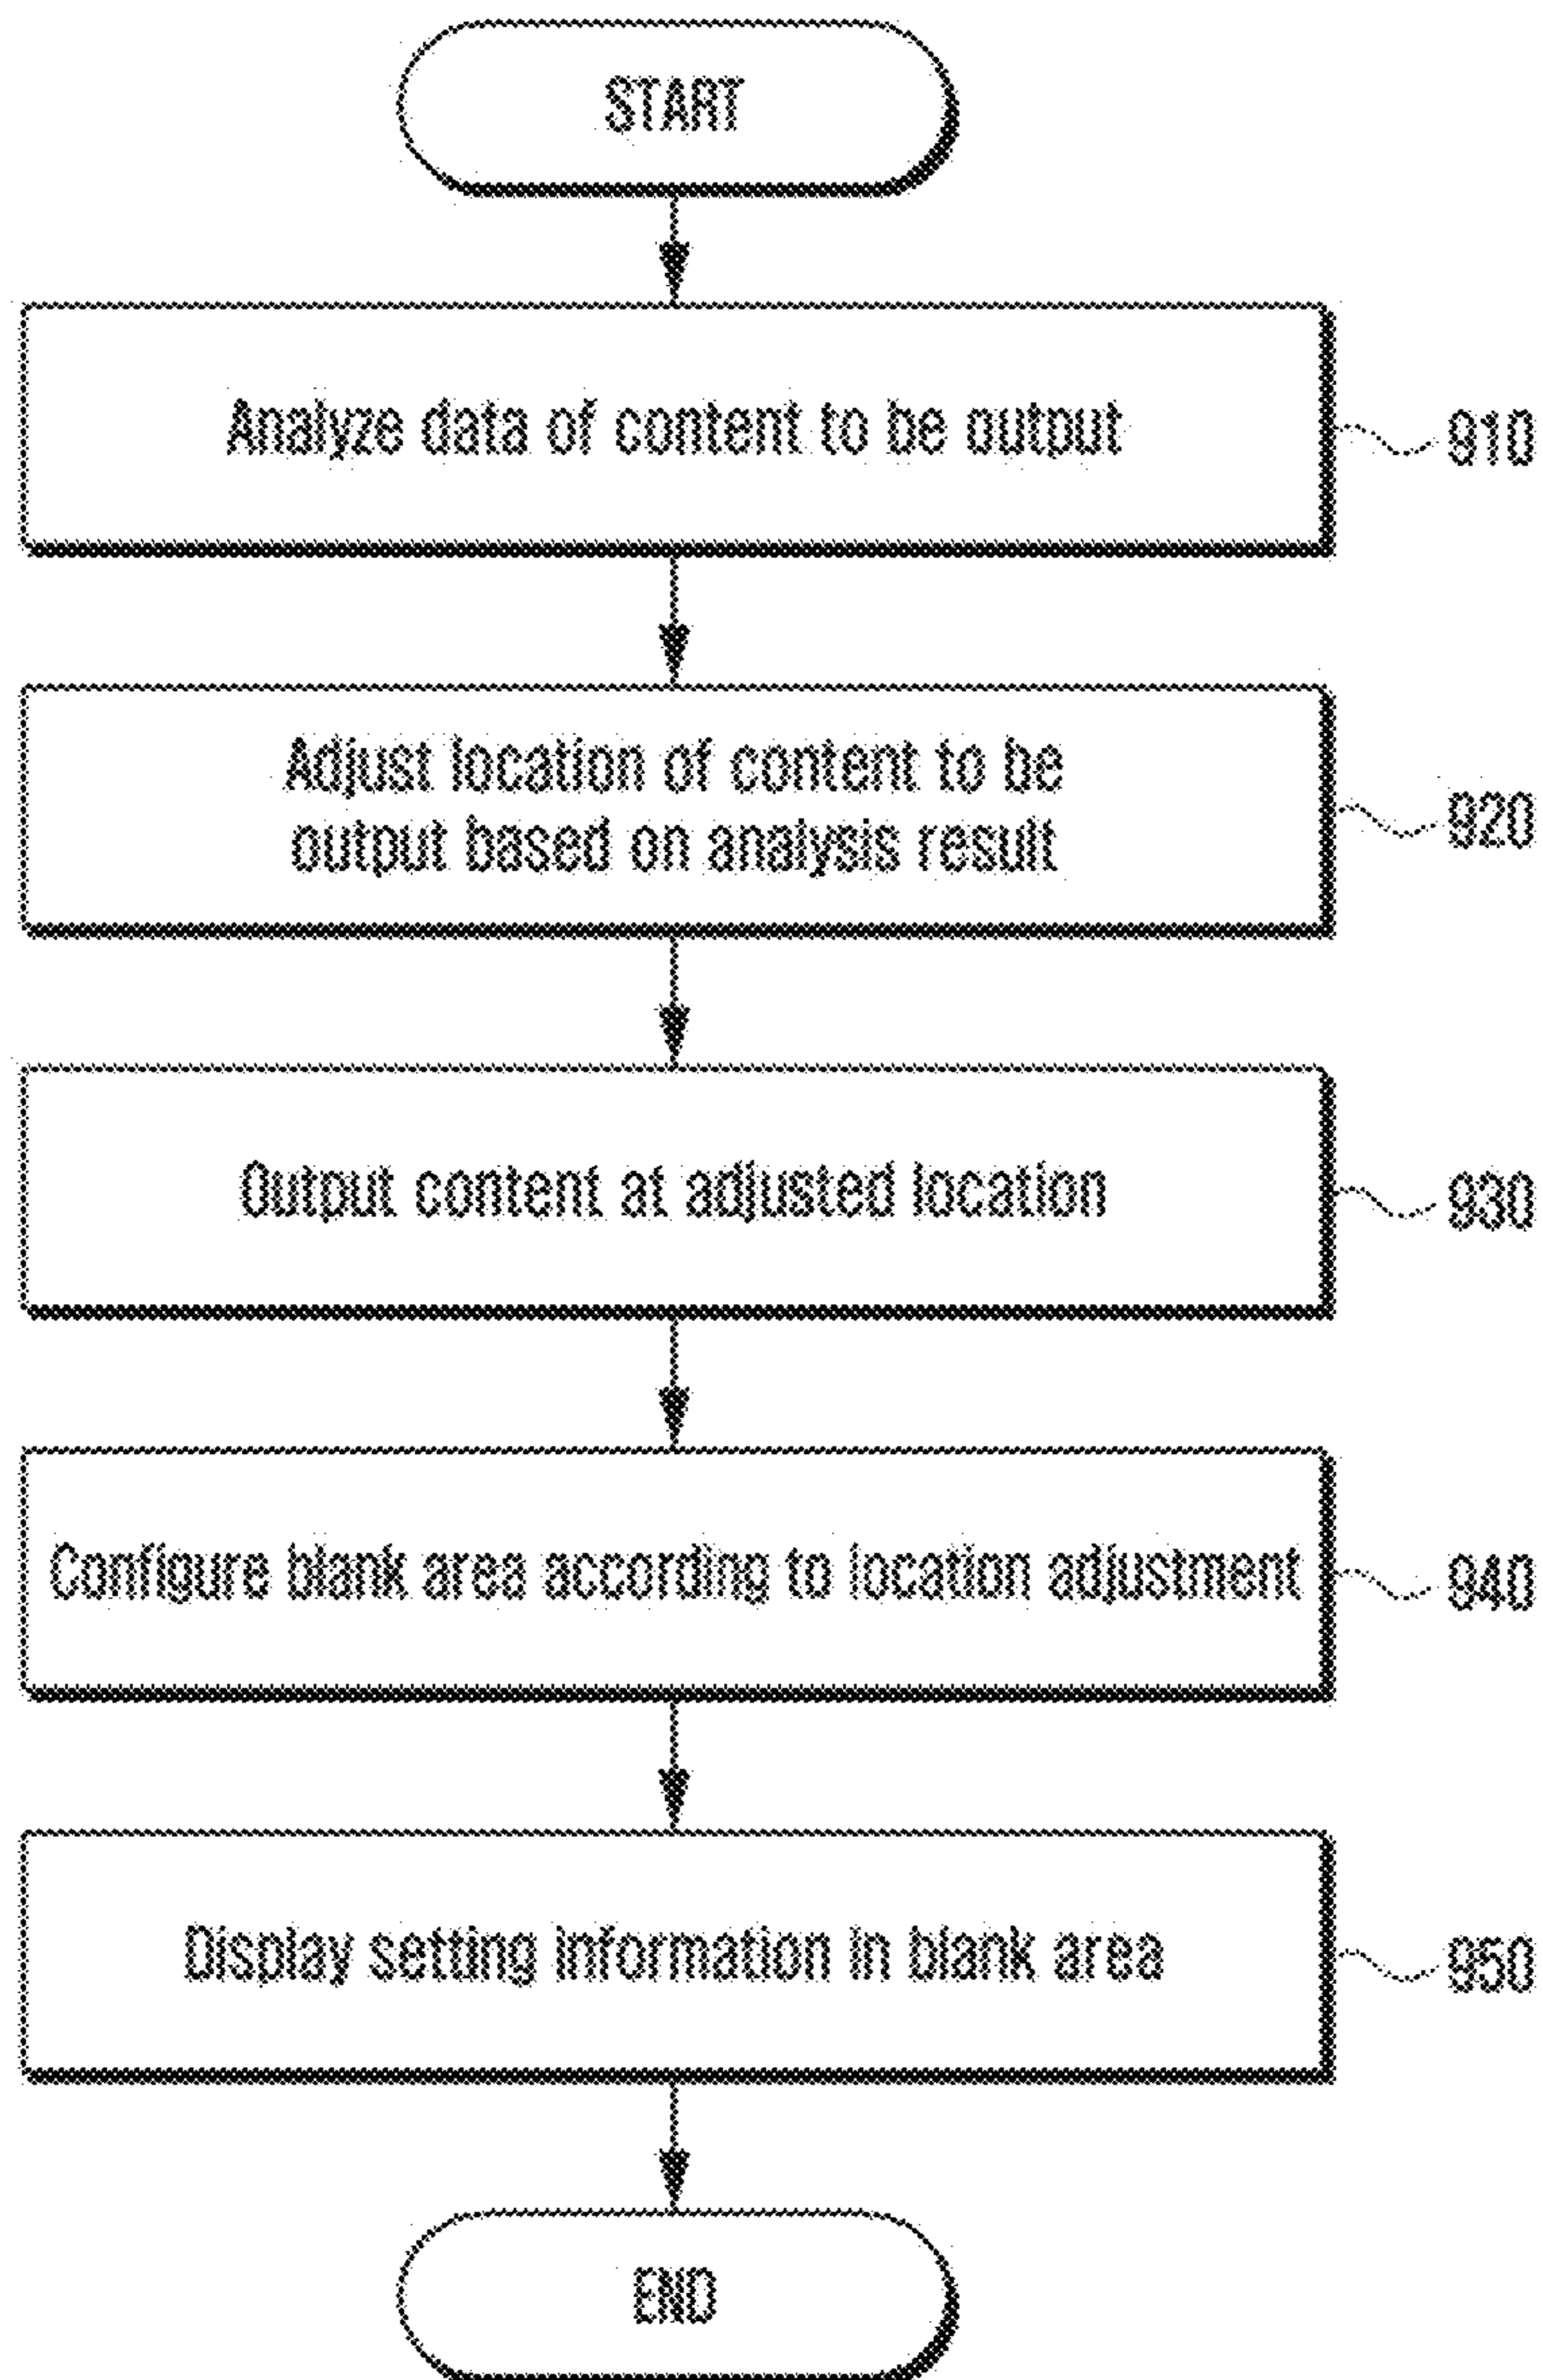 START
Analyze data of content to be output
910
Adjust location of content to be
output based on analysis result
920
Output content at adjusted location
930
Configure blank area according to location adjustment
940
Display setting information in blank area
950
END